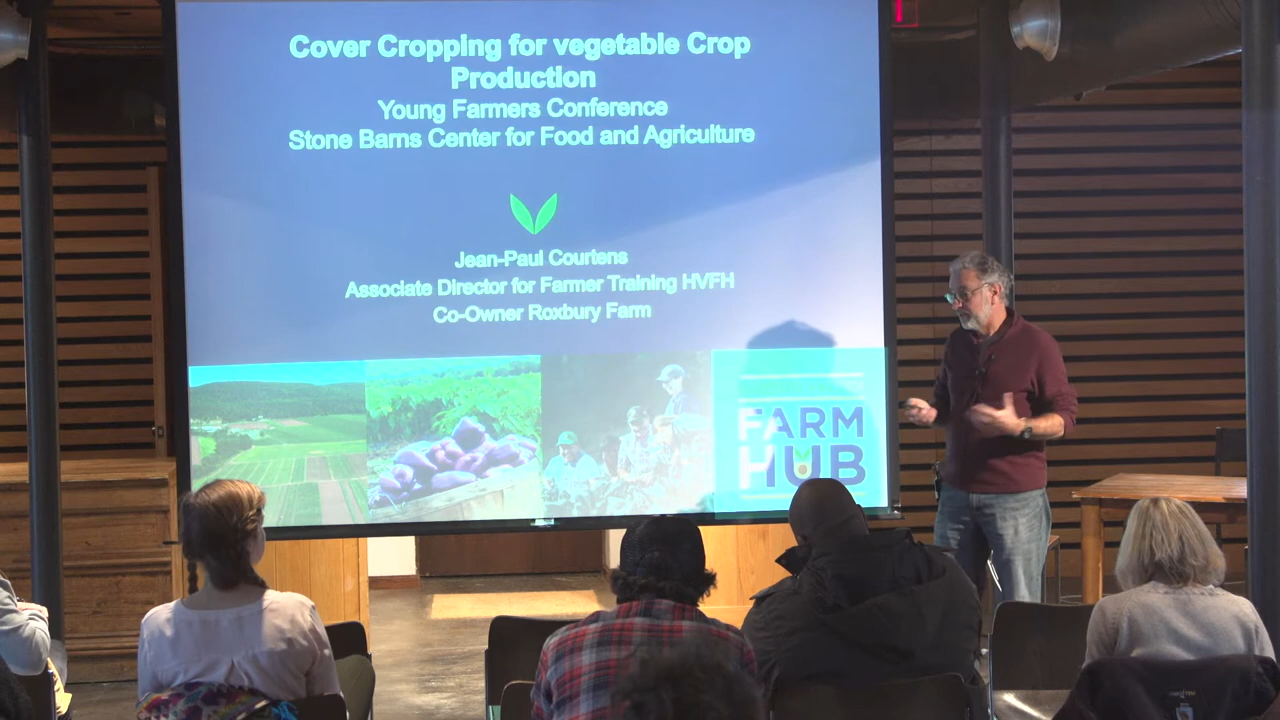 Cover Cropping for vegetable Crop
Production
Young Farmers Conference
Stone Barns Center for Food and Agriculture
Jean-Paul Courtens
Associate Director for Farmer Training HVFH
Co-Owner Roxbury Farm
FARM
HUB